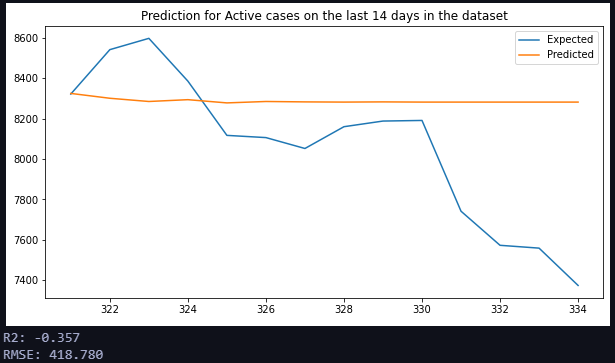 Prediction for Active cases on the last 14 days in the dataset
Expected
Predicted
8600
8400
8200
8000
7800
7600
7400
322 324 326 328 330 332 334
R2: -0.357
RMSE: 418.780